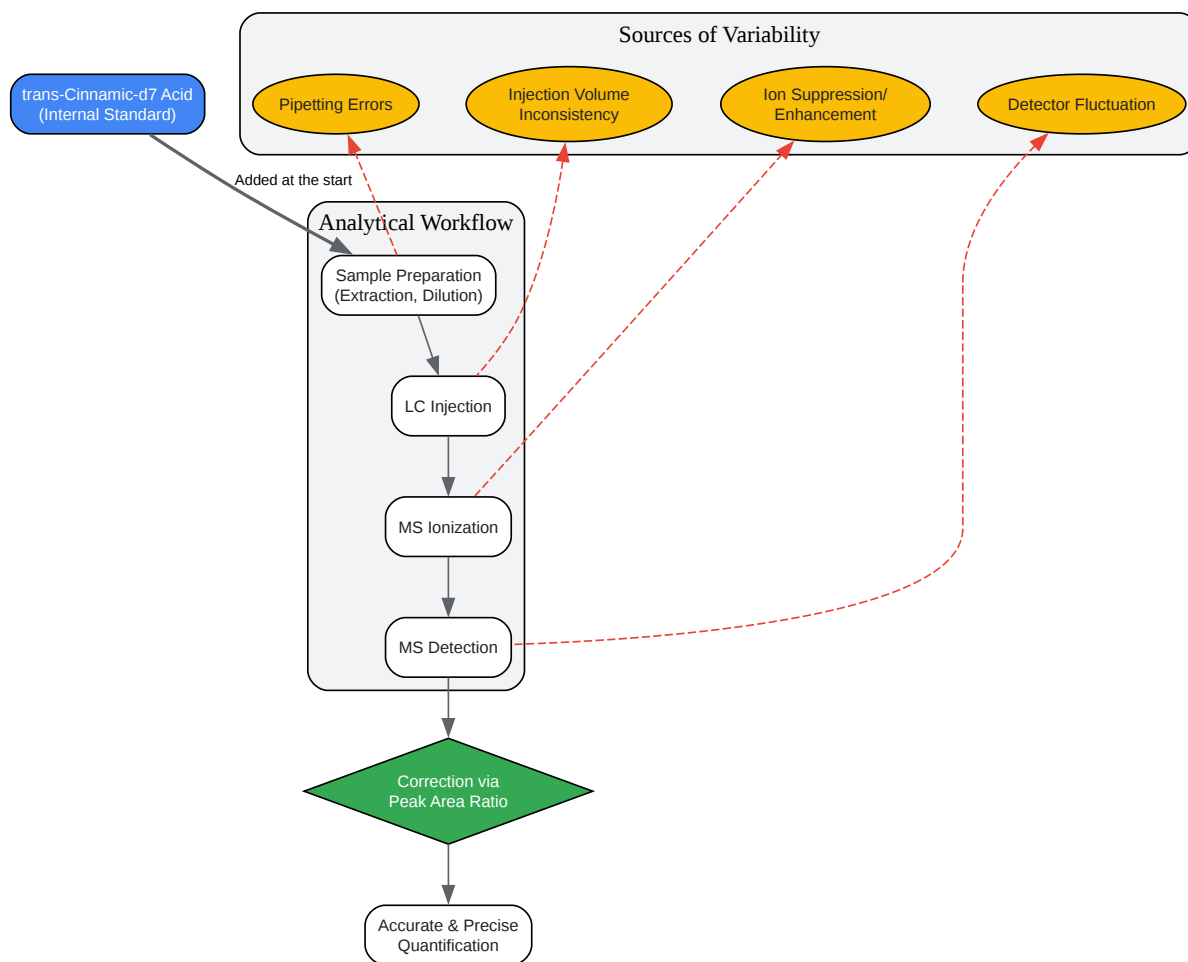 Sources of Variability
trans-Cinnamic-d7 Acid
(Internal Standard)
Pipetting Errors
Injection Volume
Inconsistency
Ion Suppression/
Enhancement
Detector Fluctuation
Added at the start
Analytical Workflow
Sample Preparation
(Extraction, Dilution)
LC Injection
MS Ionization
MS Detection
Correction via
Peak Area Ratio
Accurate & Precise
Quantification